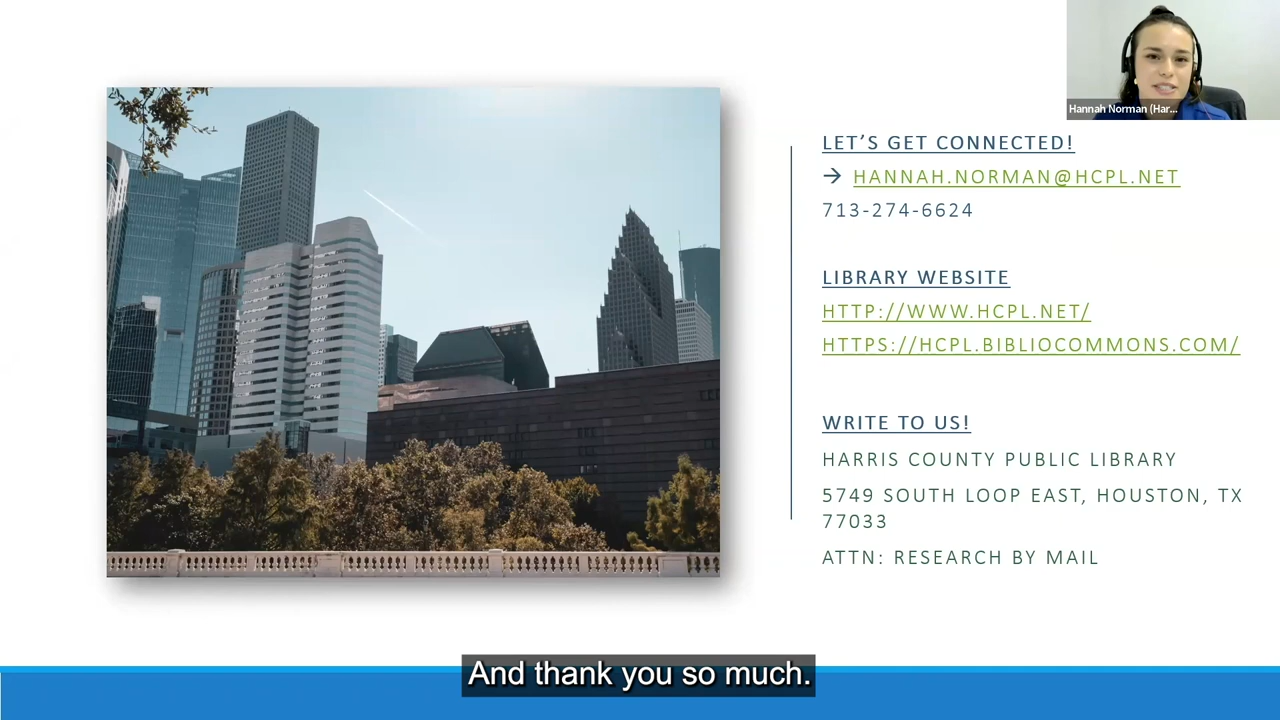 Hannah Norman (Har...
LET’S GET CONNECTED!
→ HANNAH.NORMAN@HCPL.NET
713-274-6624
LIBRARY WEBSITE
HTTP://WWW.HCPL.NET/
HTTPS://HCPL.BIBLIOCOMMONS.COM/
WRITE TO US!
HARRIS COUNTY PUBLIC LIBRARY
5749 SOUTH LOOP EAST, HOUSTON, TX
77033
ATTN: RESEARCH BY MAIL
And thank you so much.